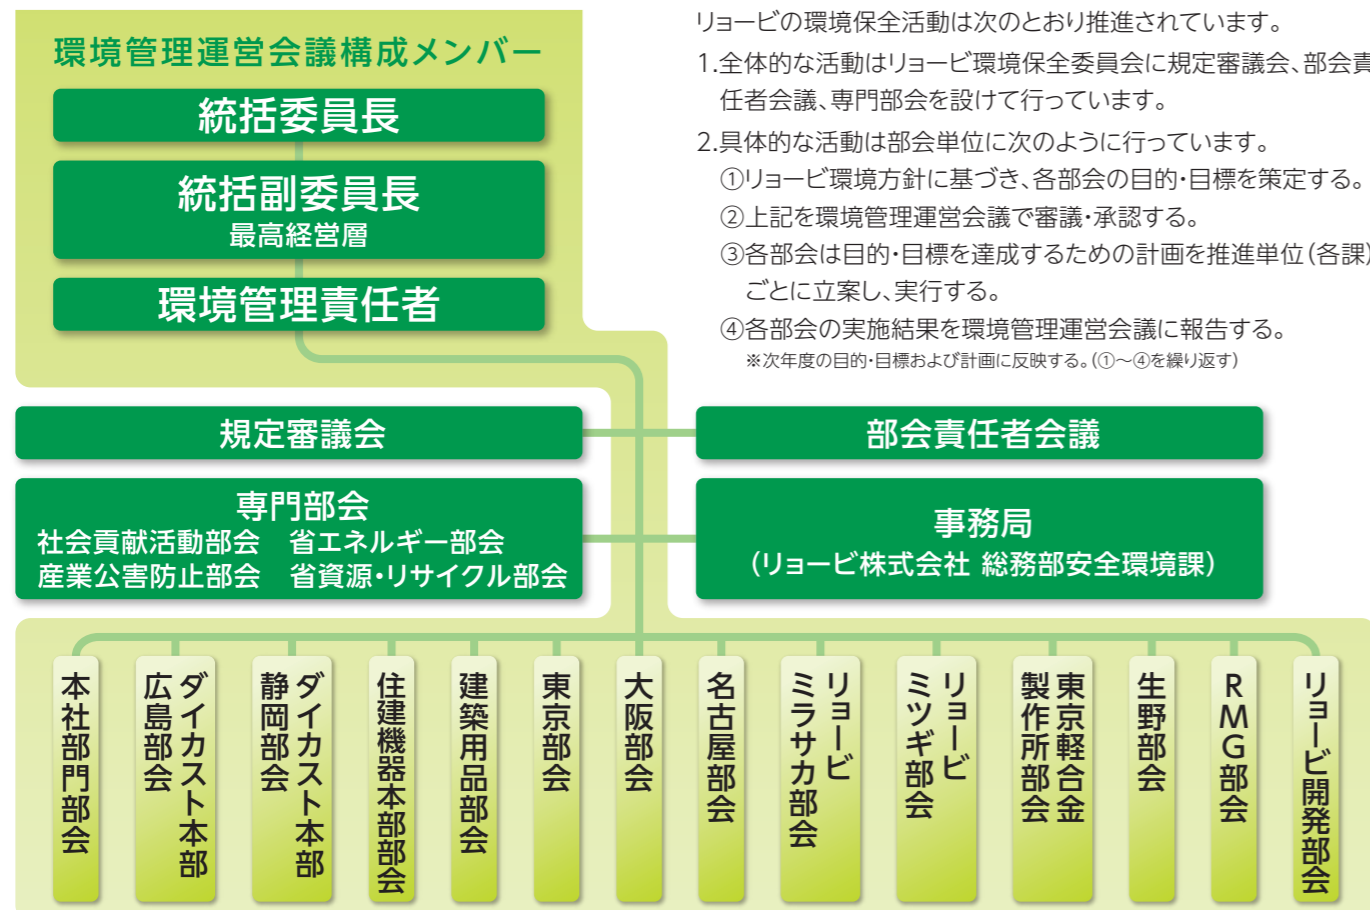 環境管理運営会議構成メンバー
統括委員長
統括副委員長
最高経営層
環境管理責任者
リョービの環境保全活動は次のとおり推進されています。
1.全体的な活動はリョービ環境保全委員会に規定審議会、部会責
任者会議、専門部会を設けて行っています。
2.具体的な活動は部会単位に次のように行っています。
①リョービ環境方針に基づき、各部会の目的・目標を策定する。
②上記を環境管理運営会議で審議・承認する。
③各部会は目的・目標を達成するための計画を推進単位(各課)
ごとに立案し、実行する。
④各部会の実施結果を環境管理運営会議に報告する。
※次年度の目的・目標および計画に反映する。(①～④を繰り返す)
規定審議会
部会責任者会議
専門部会
社会貢献活動部会 省エネルギー部会
産業公害防止部会 省資源・リサイクル部会
事務局
(リョービ株式会社 総務部安全環境課)
本社部門部会
ダイカスト本部
広島部会
ダイカスト本部
静岡部会
住建機器本部部会
建築用品部会
東京部会
大阪部会
名古屋部会
リョービ
ミラサカ部会
リョービ
ミツギ部会
東京軽合金
製作所部会
生野部会
RMG部会
リョービ開発部会